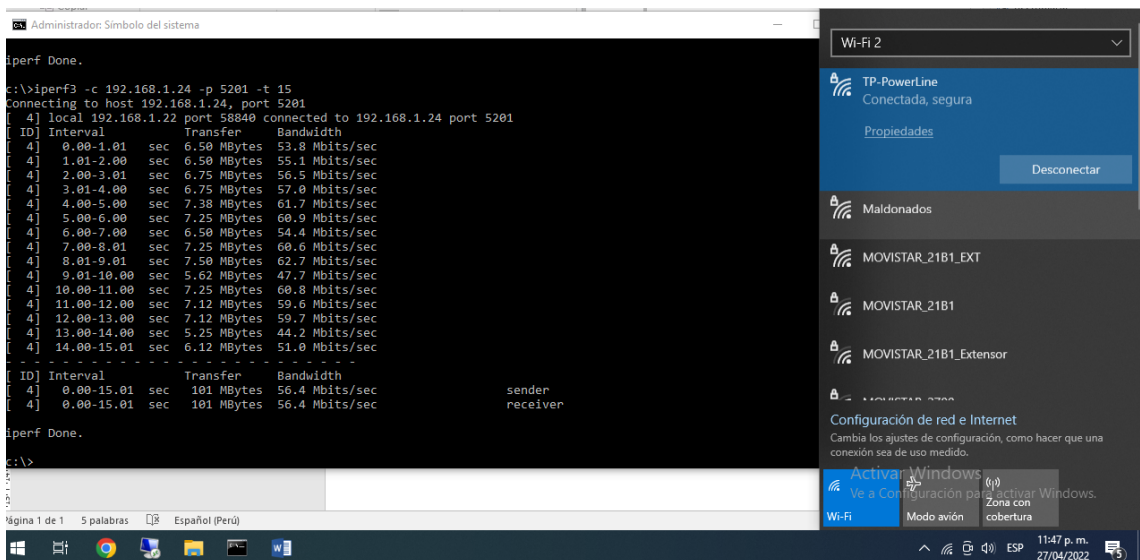 Administrador: Símbolo del sistema
iperf Done.
c:\>iperf3 -c 192.168.1.24 -p 5201 -t 15
Connecting to host 192.168.1.24, port 5201
[ 4] local 192.168.1.22 port 58840 connected to 192.168.1.24 port 5201
[ ID] Interval Transfer Bandwidth
[ 4] 0.00-1.01 sec 6.50 MBytes 53.8 Mbits/sec
[ 4] 1.01-2.00 sec 6.50 MBytes 55.1 Mbits/sec
[ 4] 2.00-3.01 sec 6.75 MBytes 56.5 Mbits/sec
[ 4] 3.01-4.00 sec 6.75 MBytes 57.0 Mbits/sec
[ 4] 4.00-5.00 sec 7.38 MBytes 61.7 Mbits/sec
[ 4] 5.00-6.00 sec 7.25 MBytes 60.9 Mbits/sec
[ 4] 6.00-7.00 sec 6.50 MBytes 54.4 Mbits/sec
[ 4] 7.00-8.01 sec 7.25 MBytes 60.6 Mbits/sec
[ 4] 8.01-9.01 sec 7.50 MBytes 62.7 Mbits/sec
[ 4] 9.01-10.00 sec 5.62 MBytes 47.7 Mbits/sec
[ 4] 10.00-11.00 sec 7.25 MBytes 60.8 Mbits/sec
[ 4] 11.00-12.00 sec 7.12 MBytes 59.6 Mbits/sec
[ 4] 12.00-13.00 sec 7.12 MBytes 59.7 Mbits/sec
[ 4] 13.00-14.00 sec 5.25 MBytes 44.2 Mbits/sec
[ 4] 14.00-15.01 sec 6.12 MBytes 51.0 Mbits/sec
- - - - - - - - - - - - - - - - - - - - - - - - -
[ ID] Interval Transfer Bandwidth
[ 4] 0.00-15.01 sec 101 MBytes 56.4 Mbits/sec sender
[ 4] 0.00-15.01 sec 101 MBytes 56.4 Mbits/sec receiver
iperf Done.
c:\>
Wi-Fi 2
TP-PowerLine
Conectada, segura
Propiedades
Desconectar
Maldonados
MOVISTAR_21B1_EXT
MOVISTAR_21B1
MOVISTAR_21B1_Extensor
Configuración de red e Internet
Cambia los ajustes de configuración, como hacer que una
conexión sea de uso medido.
Activar Windows
Ve a Configuración para activar Windows.
Wi-Fi
Modo avión
Zona con
cobertura
Página 1 de 1 5 palabras Español (Perú)
ESP
11:47 p. m.
27/04/2022
5